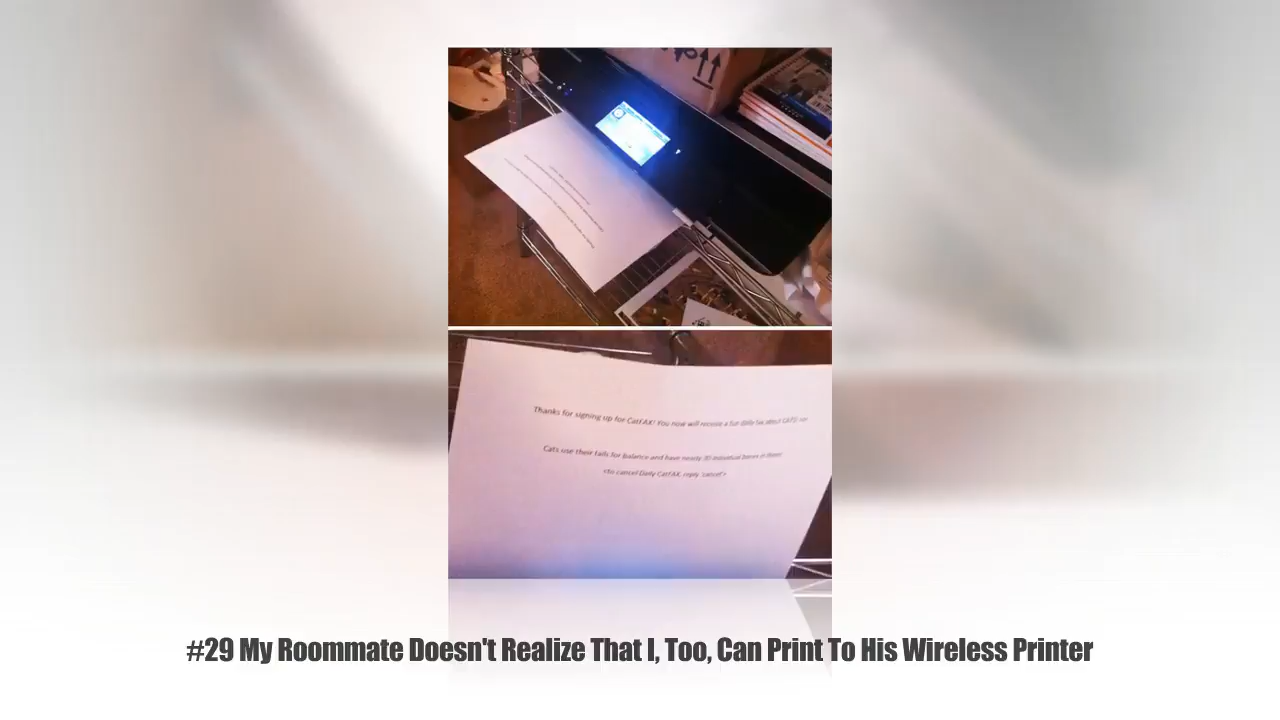 Thanks for signing up for CatFAX! You now will receive a fun daily fax about CATS!
Cats use their tails for balance and have nearly 30 individual bones in them!
<to cancel Daily CatFAX, reply 'cancel'>
#29 My Roommate Doesn't Realize That I, Too, Can Print To His Wireless Printer